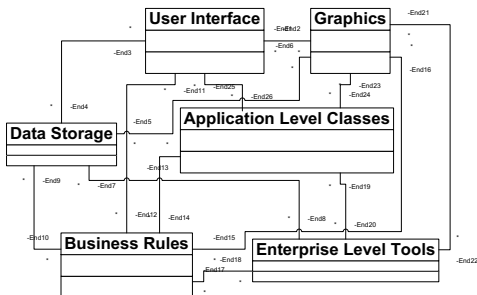 User Interface
Graphics
-End1
-End2
-End21
-End3
-End6
-End16
-End11
-End25
-End23
-End26
-End24
-End4
-End5
Application Level Classes
Data Storage
-End9
-End7
-End13
-End19
-End12
-End14
-End8
-End20
-End10
-End15
Business Rules
Enterprise Level Tools
-End18
-End17
-End22